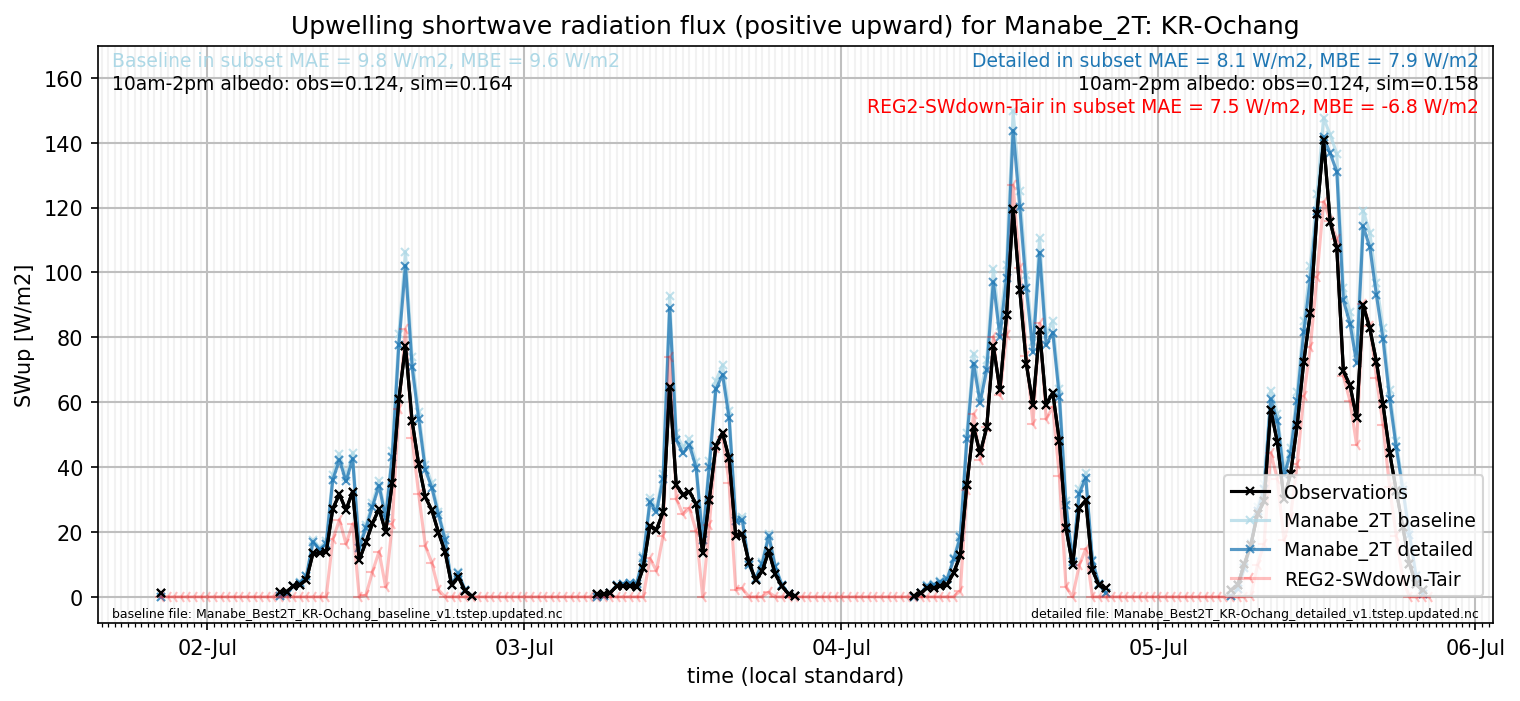 Upwelling shortwave radiation flux (positive upward) for Manabe_2T: KR-Ochang
Baseline in subset MAE = 9.8 W/m2, MBE = 9.6 W/m2
10am-2pm albedo: obs=0.124, sim=0.164
Detailed in subset MAE = 8.1 W/m2, MBE = 7.9 W/m2
10am-2pm albedo: obs=0.124, sim=0.158
REG2-SWdown-Tair in subset MAE = 7.5 W/m2, MBE = -6.8 W/m2
160
140
120
100
80
60
40
20
0
SWup [W/m2]
Observations
Manabe_2T baseline
Manabe_2T detailed
REG2-SWdown-Tair
baseline file: Manabe_Best2T_KR-Ochang_baseline_v1.tstep.updated.nc
detailed file: Manabe_Best2T_KR-Ochang_detailed_v1.tstep.updated.nc
02-Jul
03-Jul
04-Jul
05-Jul
06-Jul
time (local standard)